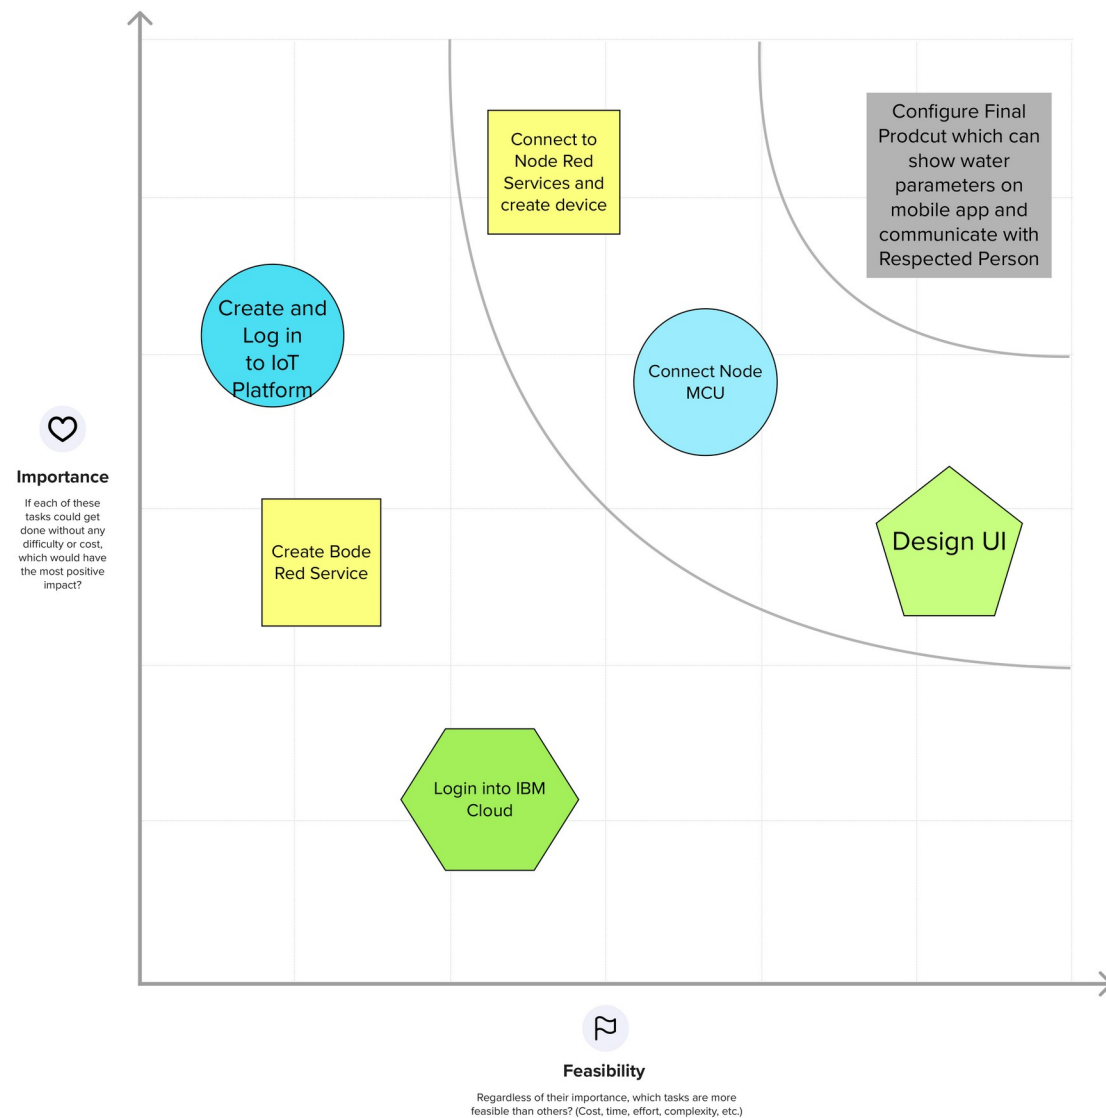 Configure Final
Prodcut which can
show water
parameters on
mobile app and
communicate with
Respected Person
Connect to
Node Red
Services and
create device
Create and
Log in
to IoT
Platform
Connect Node
MCU
Importance
If each of these
tasks could get
done without any
difficulty or cost,
which would have
the most positive
impact?
Create Bode
Red Service
Design UI
Login into IBM
Cloud
Feasibility
Regardless of their importance, which tasks are more
feasible than others? (Cost, time, effort, complexity, etc.)